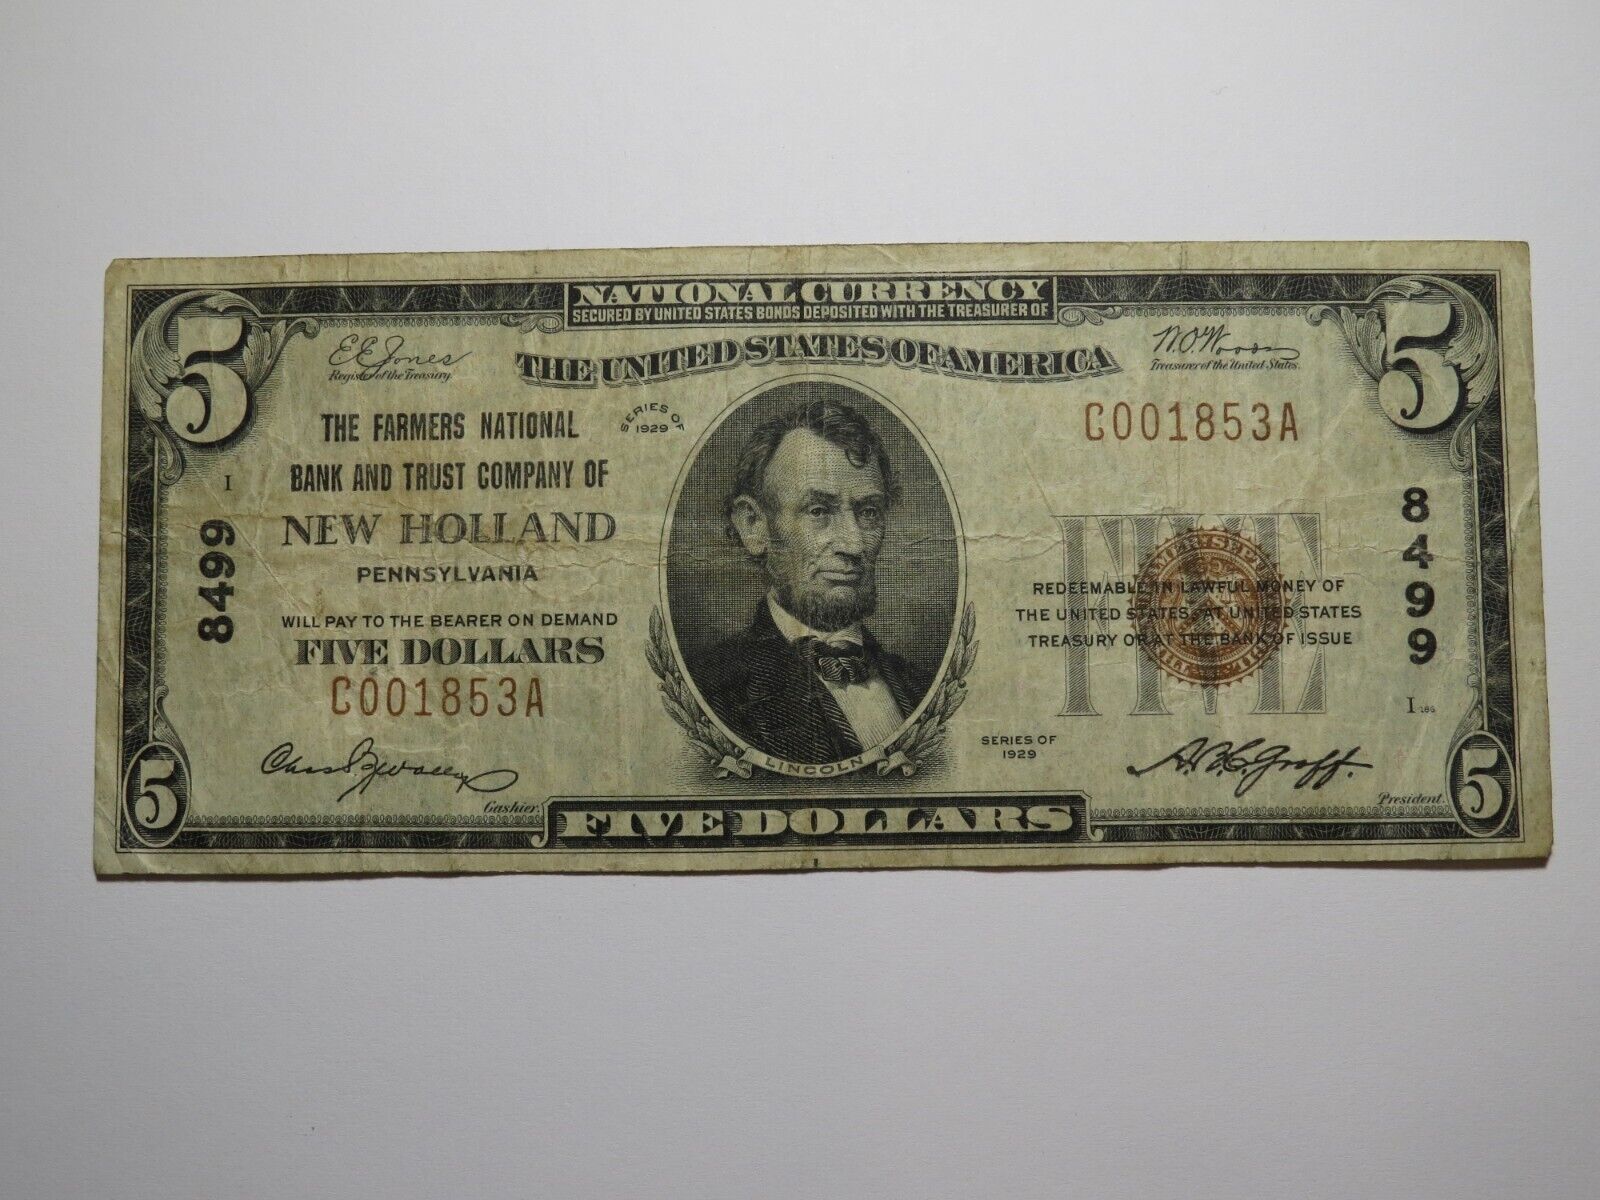 NATIONAL CURRENCY
SECURED BY UNITED STATES BONDS DEPOSITED WITH THE TREASURER OF
THE UNITED STATES OF AMERICA
5
5
E E Jones
Register of the Treasury.
W.O. Woods
Treasurer of the United States.
THE FARMERS NATIONAL
BANK AND TRUST COMPANY OF
NEW HOLLAND
PENNSYLVANIA
WILL PAY TO THE BEARER ON DEMAND
FIVE DOLLARS
C001853A
SERIES OF
1929
C001853A
I
8499
8499
FIVE
REDEEMABLE IN LAWFUL MONEY OF
THE UNITED STATES AT UNITED STATES
TREASURY OR AT THE BANK OF ISSUE
I
LINCOLN
SERIES OF
1929
Cashier.
President.
5
FIVE DOLLARS
5